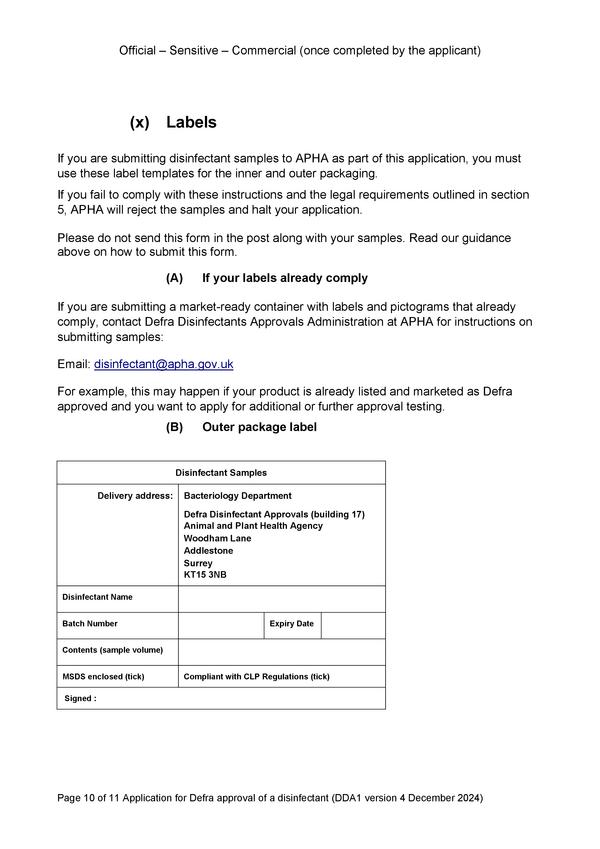 Official – Sensitive – Commercial (once completed by the applicant)
(x) Labels
If you are submitting disinfectant samples to APHA as part of this application, you must
use these label templates for the inner and outer packaging.
If you fail to comply with these instructions and the legal requirements outlined in section
5, APHA will reject the samples and halt your application.
Please do not send this form in the post along with your samples. Read our guidance
above on how to submit this form.
(A) If your labels already comply
If you are submitting a market-ready container with labels and pictograms that already
comply, contact Defra Disinfectants Approvals Administration at APHA for instructions on
submitting samples:
Email: disinfectant@apha.gov.uk
For example, this may happen if your product is already listed and marketed as Defra
approved and you want to apply for additional or further approval testing.
(B) Outer package label
Disinfectant Samples
Delivery address: Bacteriology Department
Defra Disinfectant Approvals (building 17)
Animal and Plant Health Agency
Woodham Lane
Addlestone
Surrey
KT15 3NB
Disinfectant Name
Batch Number Expiry Date
Contents (sample volume)
MSDS enclosed (tick) Compliant with CLP Regulations (tick)
Signed :
Page 10 of 11 Application for Defra approval of a disinfectant (DDA1 version 4 December 2024)